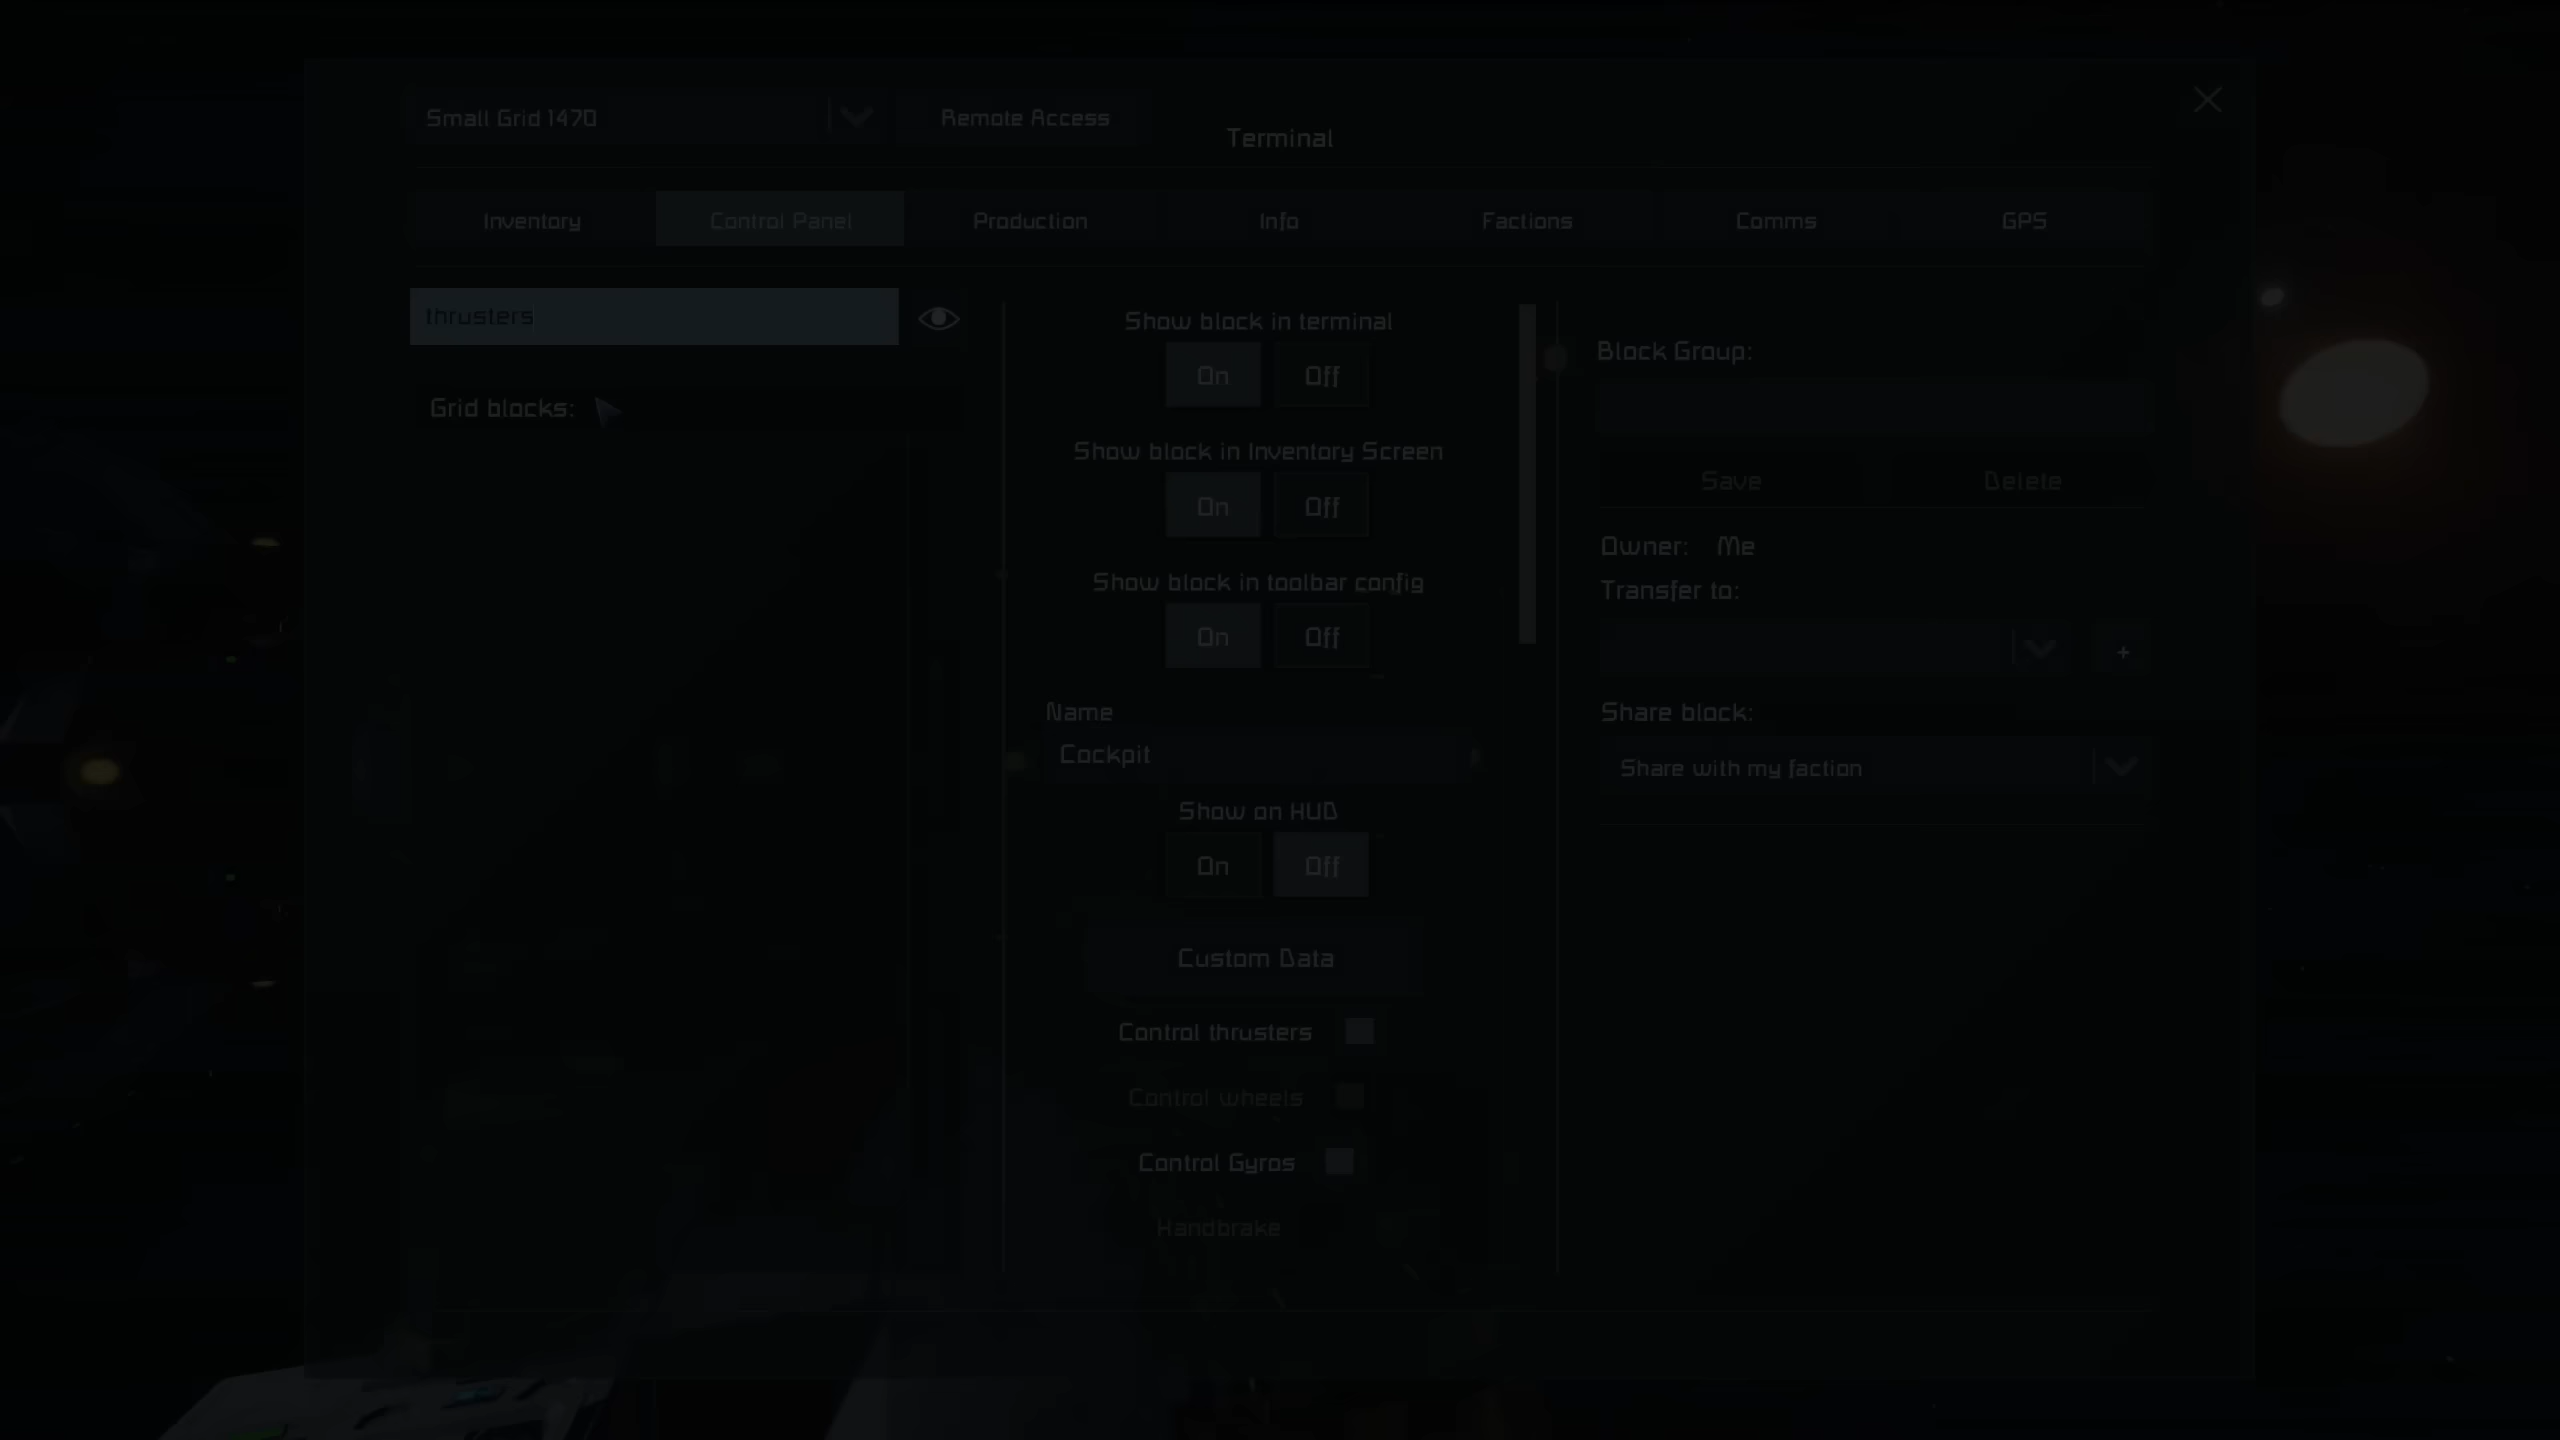 Small Grid 1470
Remote Access
Terminal
Inventory
Control Panel
Production
Info
Factions
Comms
GPS
thrusters
Grid blocks:
Show block in terminal
On
Off
Show block in Inventory Screen
On
Off
Show block in toolbar config
On
Off
Name
Cockpit
Show on HUD
On
Off
Custom Data
Control thrusters
Control wheels
Control Gyros
Handbrake
Block Group:
Save
Delete
Owner: Me
Transfer to:
+
Share block:
Share with my faction